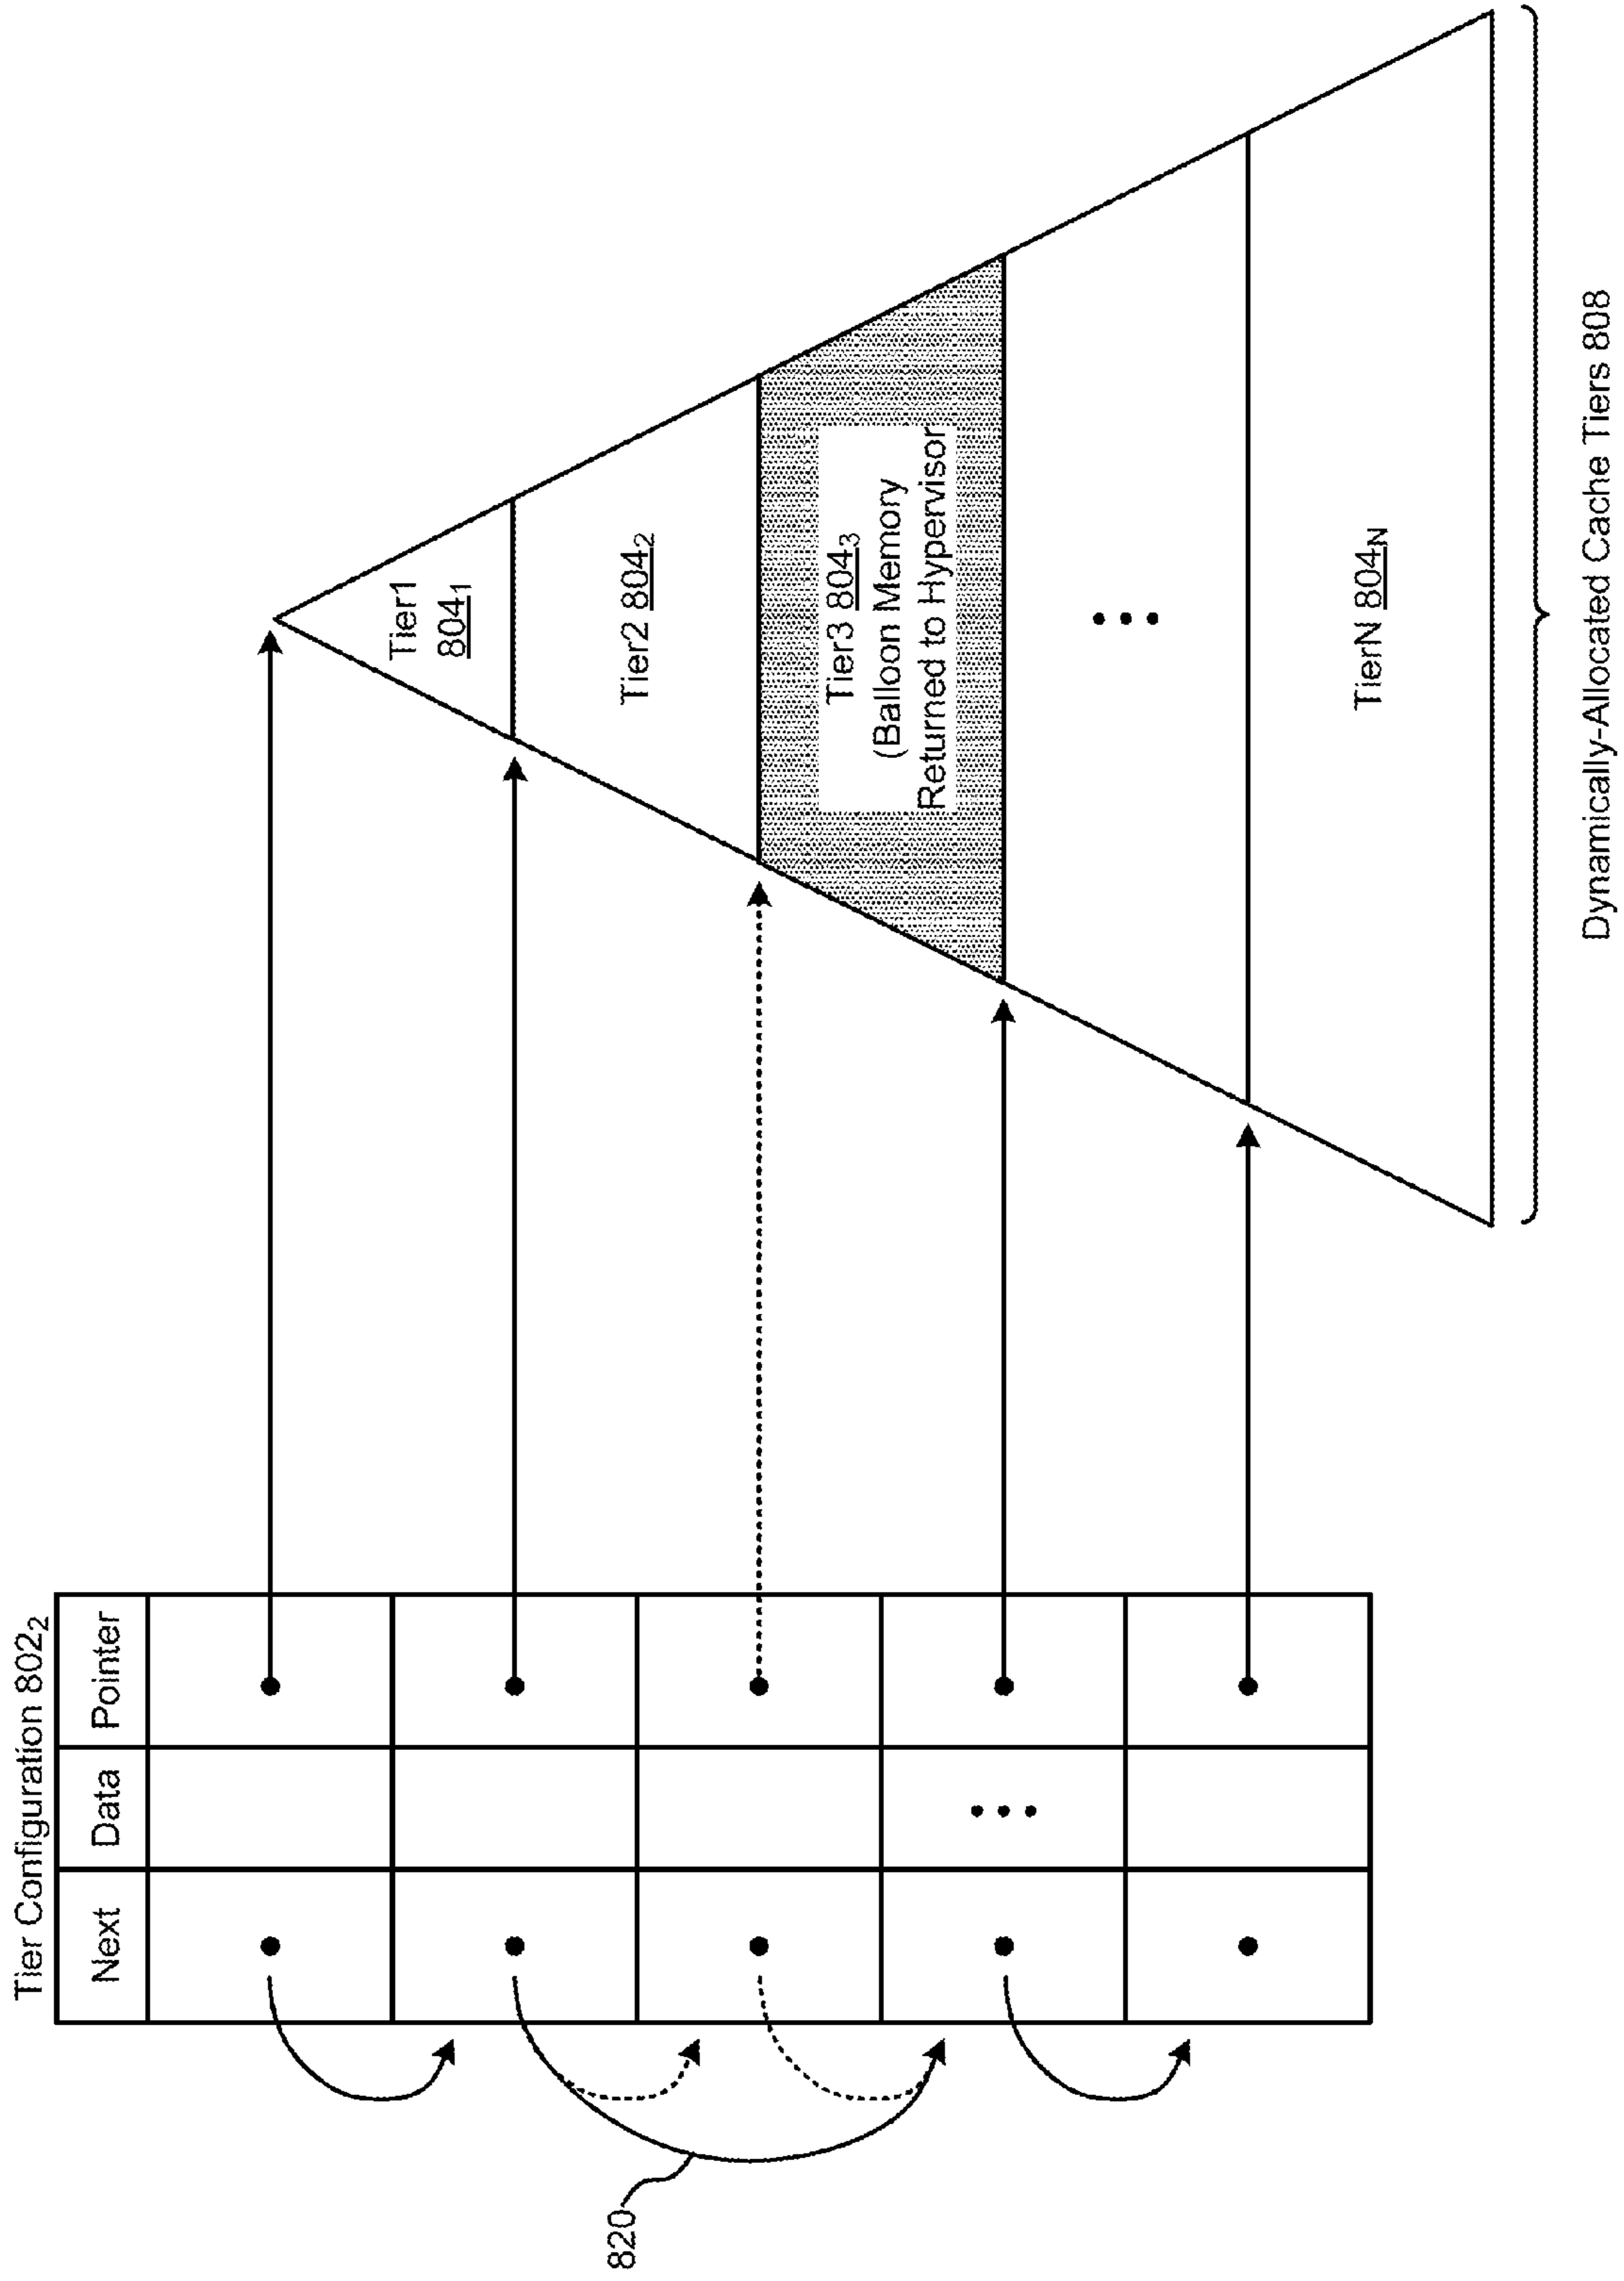 Tier Configuration 802₂
Next Data Pointer
• • •
820
Tier1
804₁
Tier2 804₂
Tier3 804₃
(Balloon Memory
Returned to Hypervisor
• • •
TierN 804N
Dynamically-Allocated Cache Tiers 808